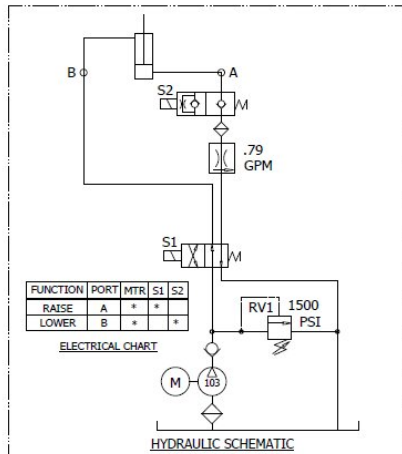 B
A
S2
.79
GPM
S1
FUNCTION PORT MTR S1 S2
RAISE A * *
LOWER B * *
ELECTRICAL CHART
RV1 1500
PSI
M
103
HYDRAULIC SCHEMATIC